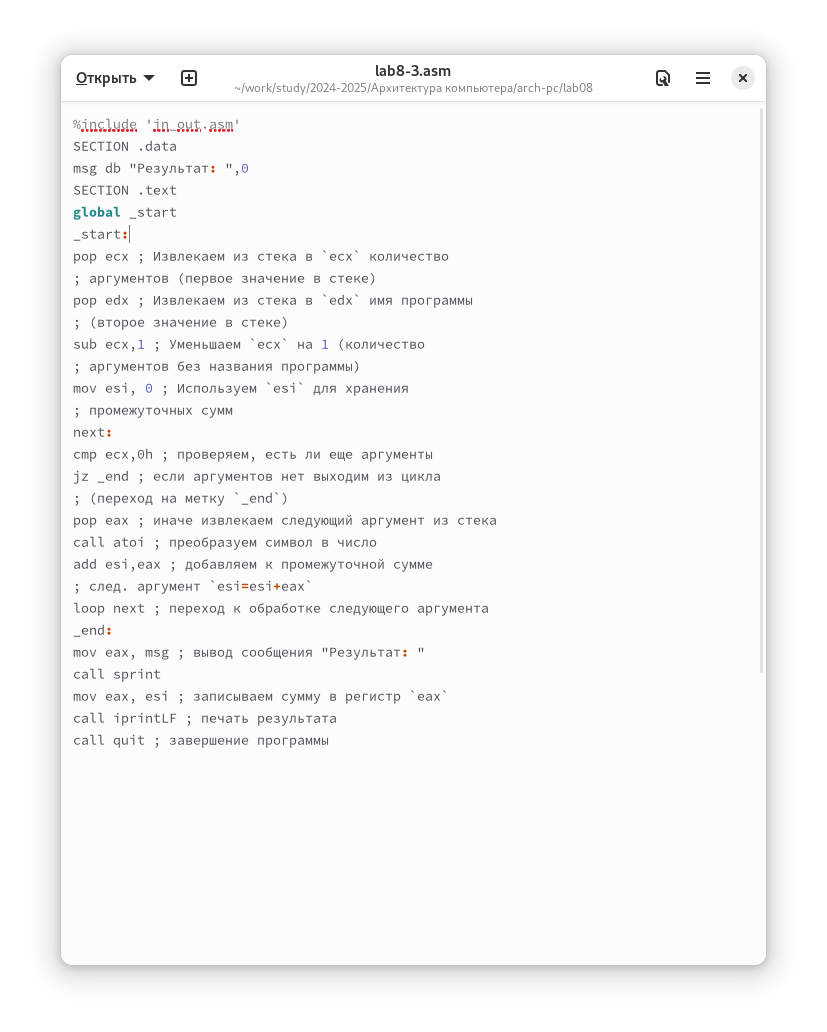 Открыть
lab8-3.asm
~/work/study/2024-2025/Архитектура компьютера/arch-pc/lab08
%include 'in_out.asm'
SECTION .data
msg db "Результат: ",0
SECTION .text
global _start
_start:
pop ecx ; Извлекаем из стека в `ecx` количество
; аргументов (первое значение в стеке)
pop edx ; Извлекаем из стека в `edx` имя программы
; (второе значение в стеке)
sub ecx,1 ; Уменьшаем `ecx` на 1 (количество
; аргументов без названия программы)
mov esi, 0 ; Используем `esi` для хранения
; промежуточных сумм
next:
cmp ecx,0h ; проверяем, есть ли еще аргументы
jz _end ; если аргументов нет выходим из цикла
; (переход на метку `_end`)
pop eax ; иначе извлекаем следующий аргумент из стека
call atoi ; преобразуем символ в число
add esi,eax ; добавляем к промежуточной сумме
; след. аргумент `esi=esi+eax`
loop next ; переход к обработке следующего аргумента
_end:
mov eax, msg ; вывод сообщения "Результат: "
call sprint
mov eax, esi ; записываем сумму в регистр `eax`
call iprintLF ; печать результата
call quit ; завершение программы